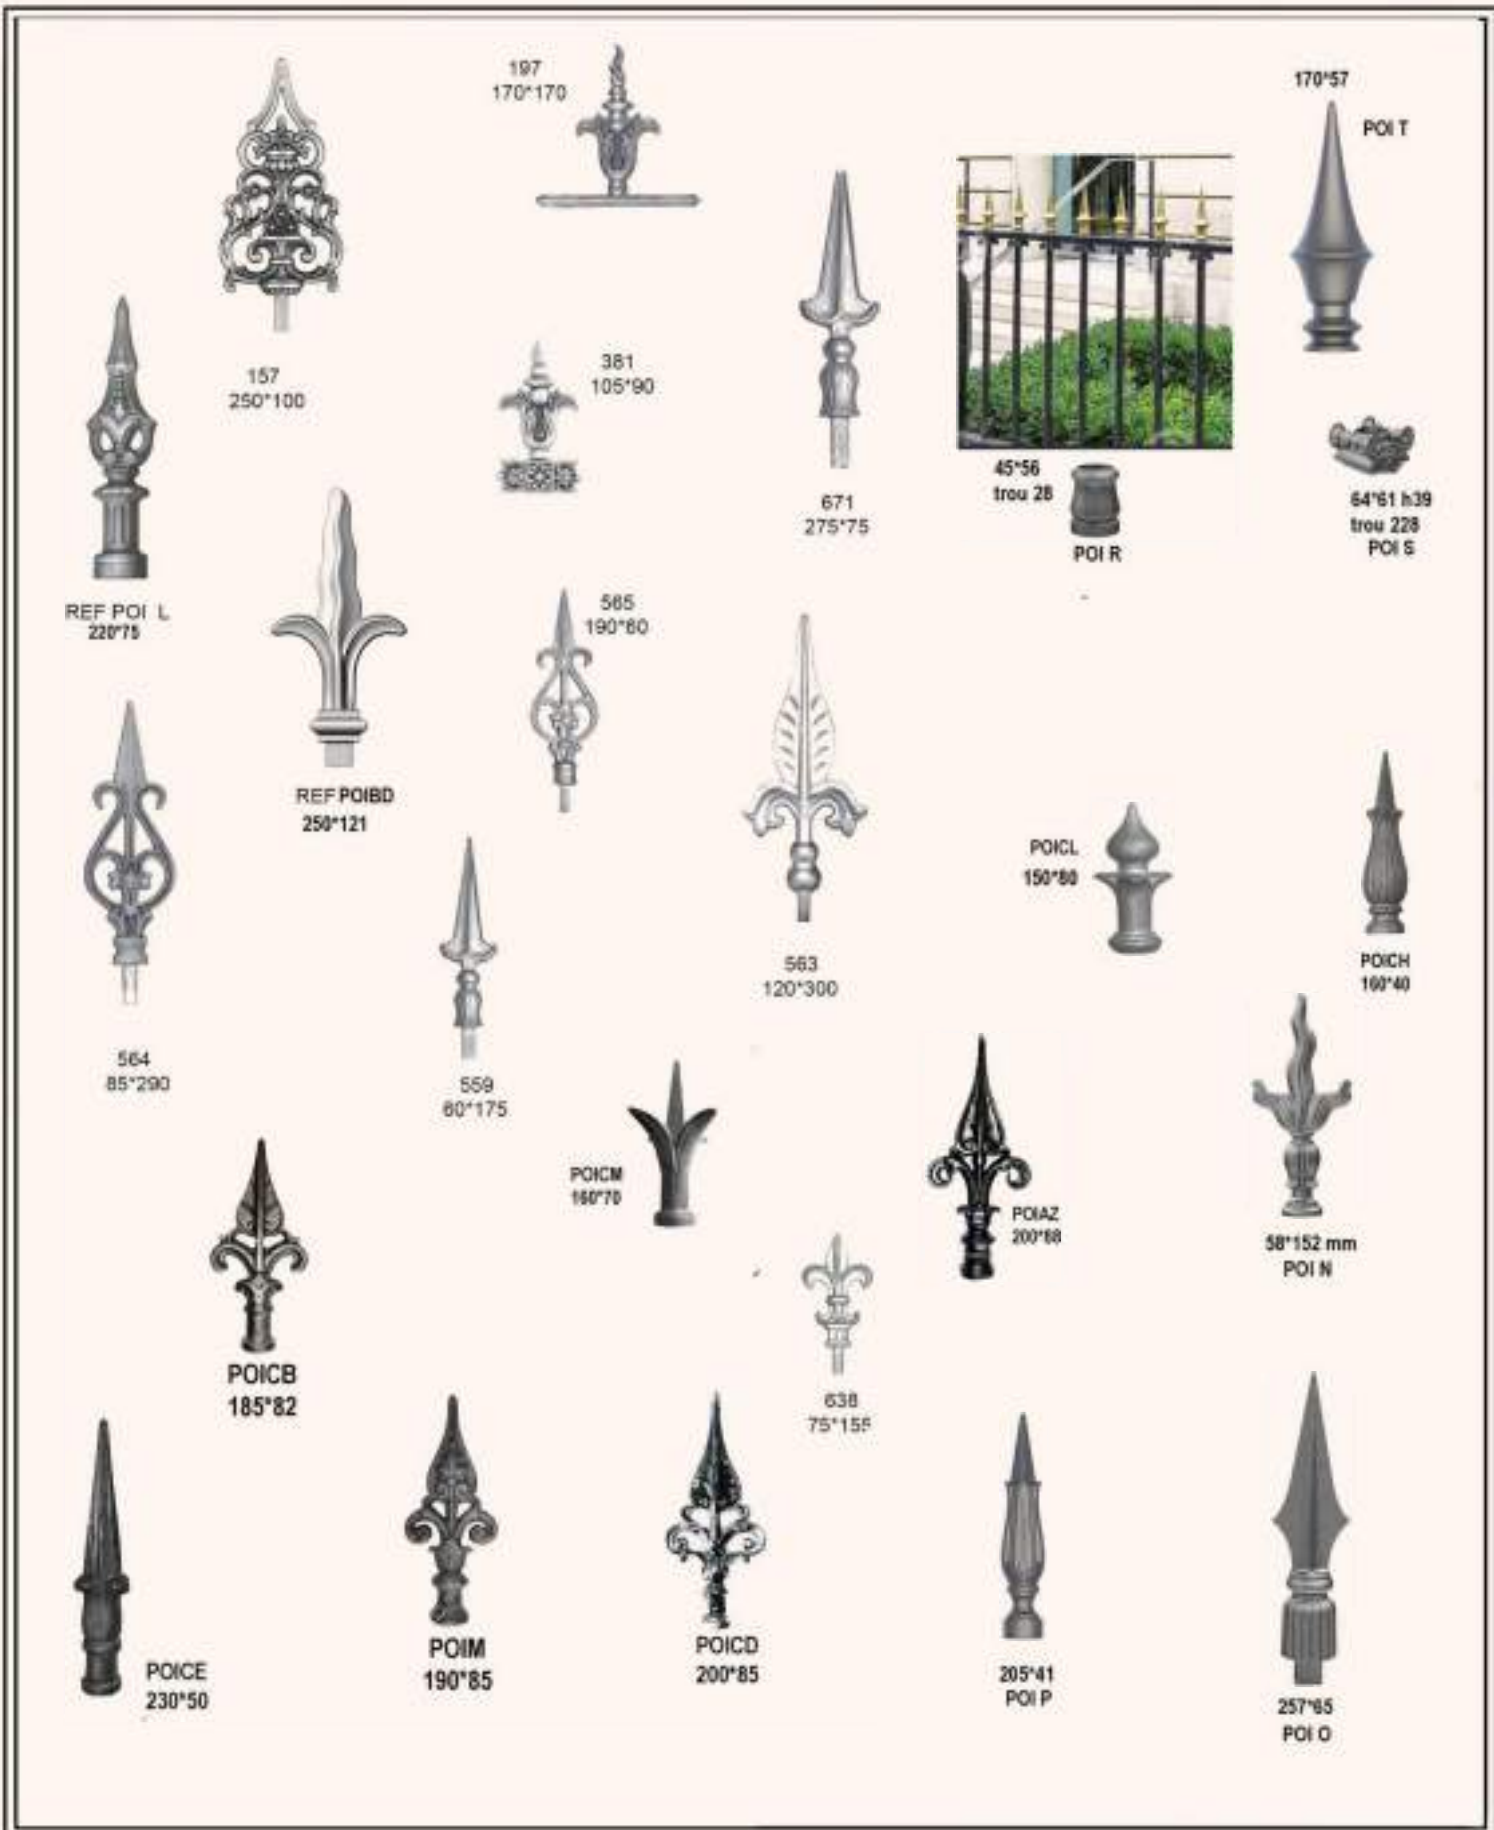 197
170*170
170*57
POI T
157
250*100
381
105*90
671
275*75
45*56
trou 28
POI R
64*61 h39
trou 228
POI S
REF POI L
220*75
565
190*60
REF POIBD
250*121
POICL
150*80
POICH
160*40
563
120*300
564
85*290
559
60*175
POICM
160*70
POIAZ
200*68
58*152 mm
POI N
POICB
185*82
638
75*155
POICE
230*50
POIM
190*85
POICD
200*85
205*41
POI P
257*65
POI O